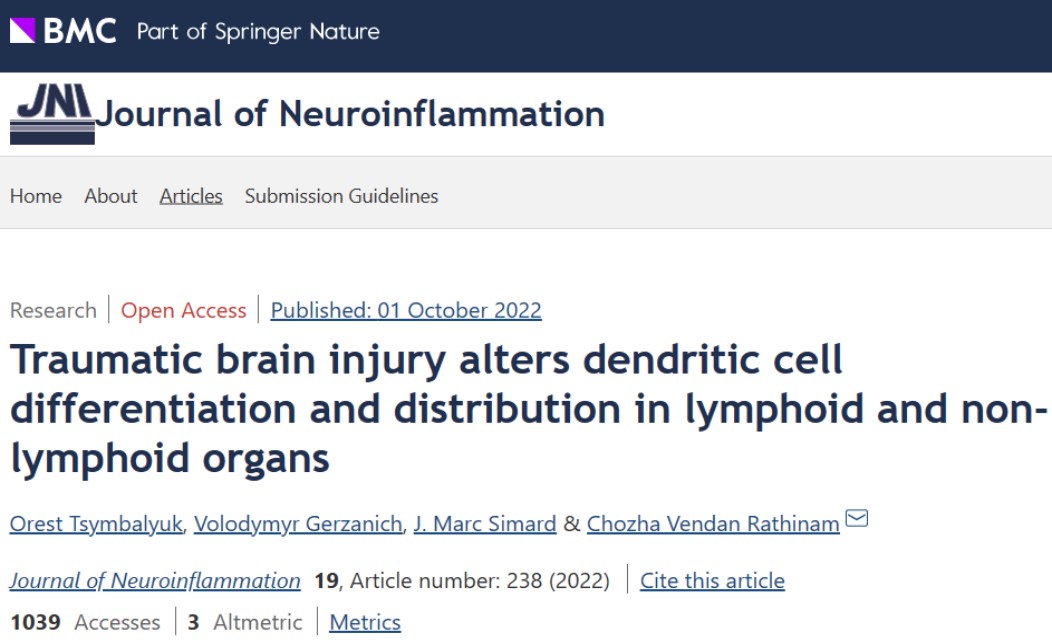 BMC Part of Springer Nature
JNI Journal of Neuroinflammation
Home About Articles Submission Guidelines
Research Open Access Published: 01 October 2022
Traumatic brain injury alters dendritic cell
differentiation and distribution in lymphoid and non-
lymphoid organs
Orest Tsymbalyuk, Volodymyr Gerzanich, J. Marc Simard & Chozha Vendan Rathinam
Journal of Neuroinflammation 19, Article number: 238 (2022) Cite this article
1039 Accesses 3 Altmetric Metrics